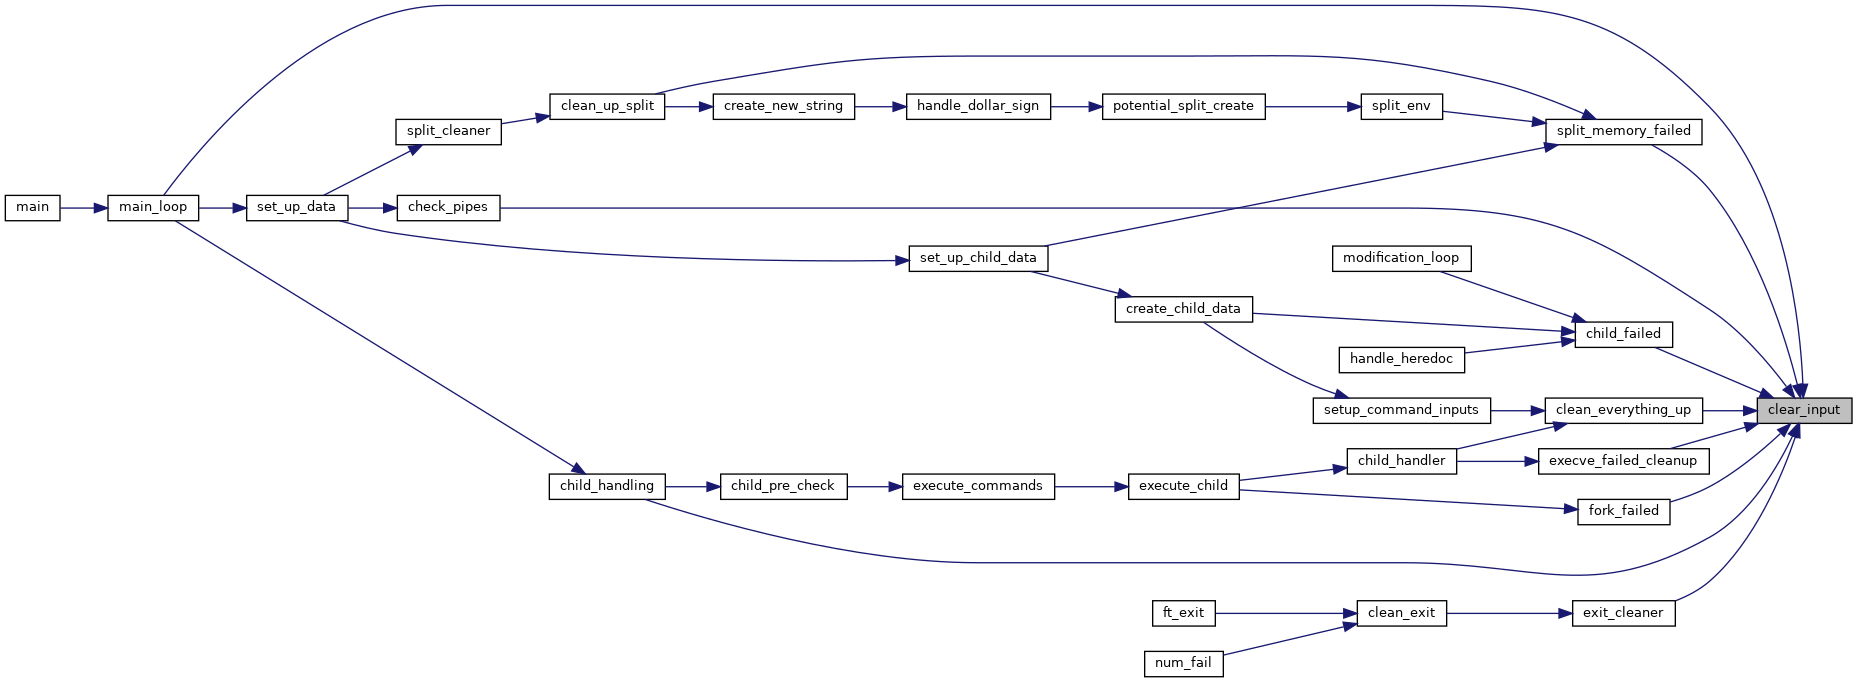 clean_up_split
create_new_string
handle_dollar_sign
potential_split_create
split_env
split_cleaner
split_memory_failed
main
main_loop
set_up_data
check_pipes
set_up_child_data
modification_loop
create_child_data
child_failed
handle_heredoc
setup_command_inputs
clean_everything_up
clear_input
child_handler
execve_failed_cleanup
child_handling
child_pre_check
execute_commands
execute_child
fork_failed
ft_exit
clean_exit
exit_cleaner
num_fail